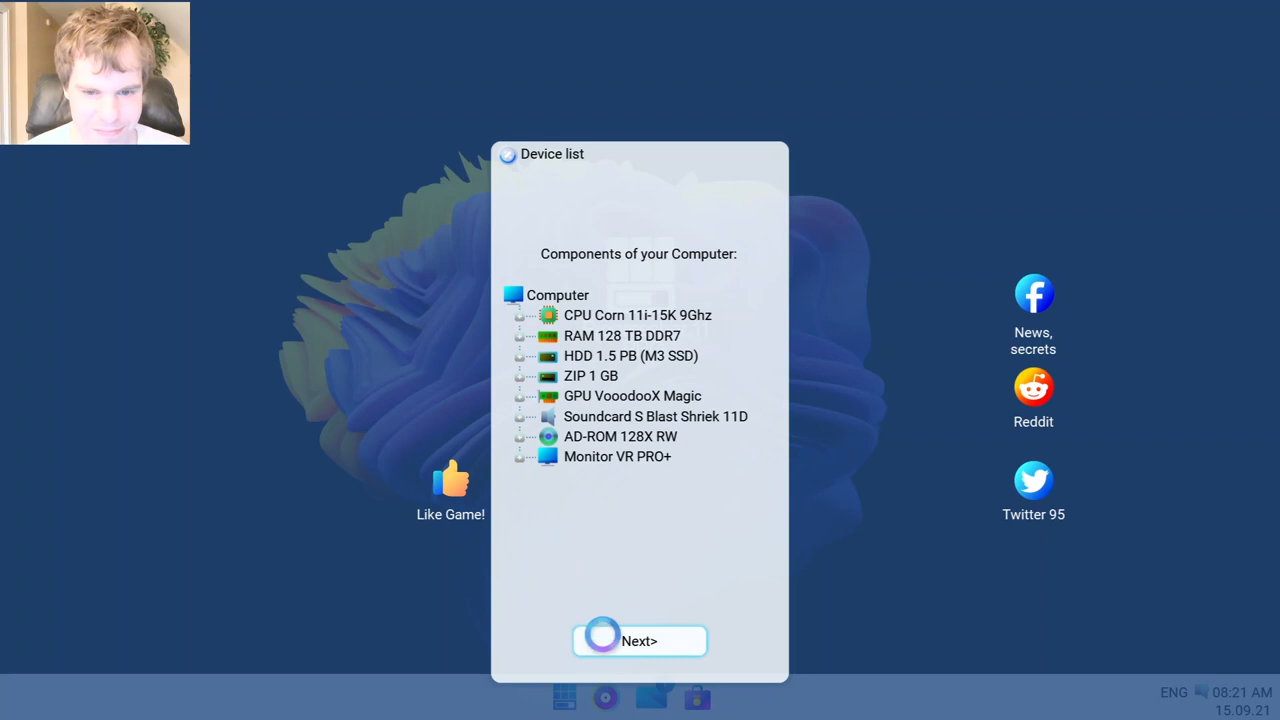 Device list
Components of your Computer:
Computer
CPU Corn 11i-15K 9Ghz
RAM 128 TB DDR7
HDD 1.5 PB (M3 SSD)
ZIP 1 GB
GPU VooodooX Magic
Soundcard S Blast Shriek 11D
AD-ROM 128X RW
Monitor VR PRO+
Next>
Like Game!
News,
secrets
Reddit
Twitter 95
ENG 08:21 AM
15.09.21